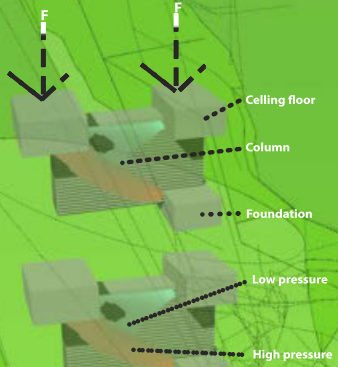 F
F
Celling floor
Column
Foundation
Low pressure
High pressure